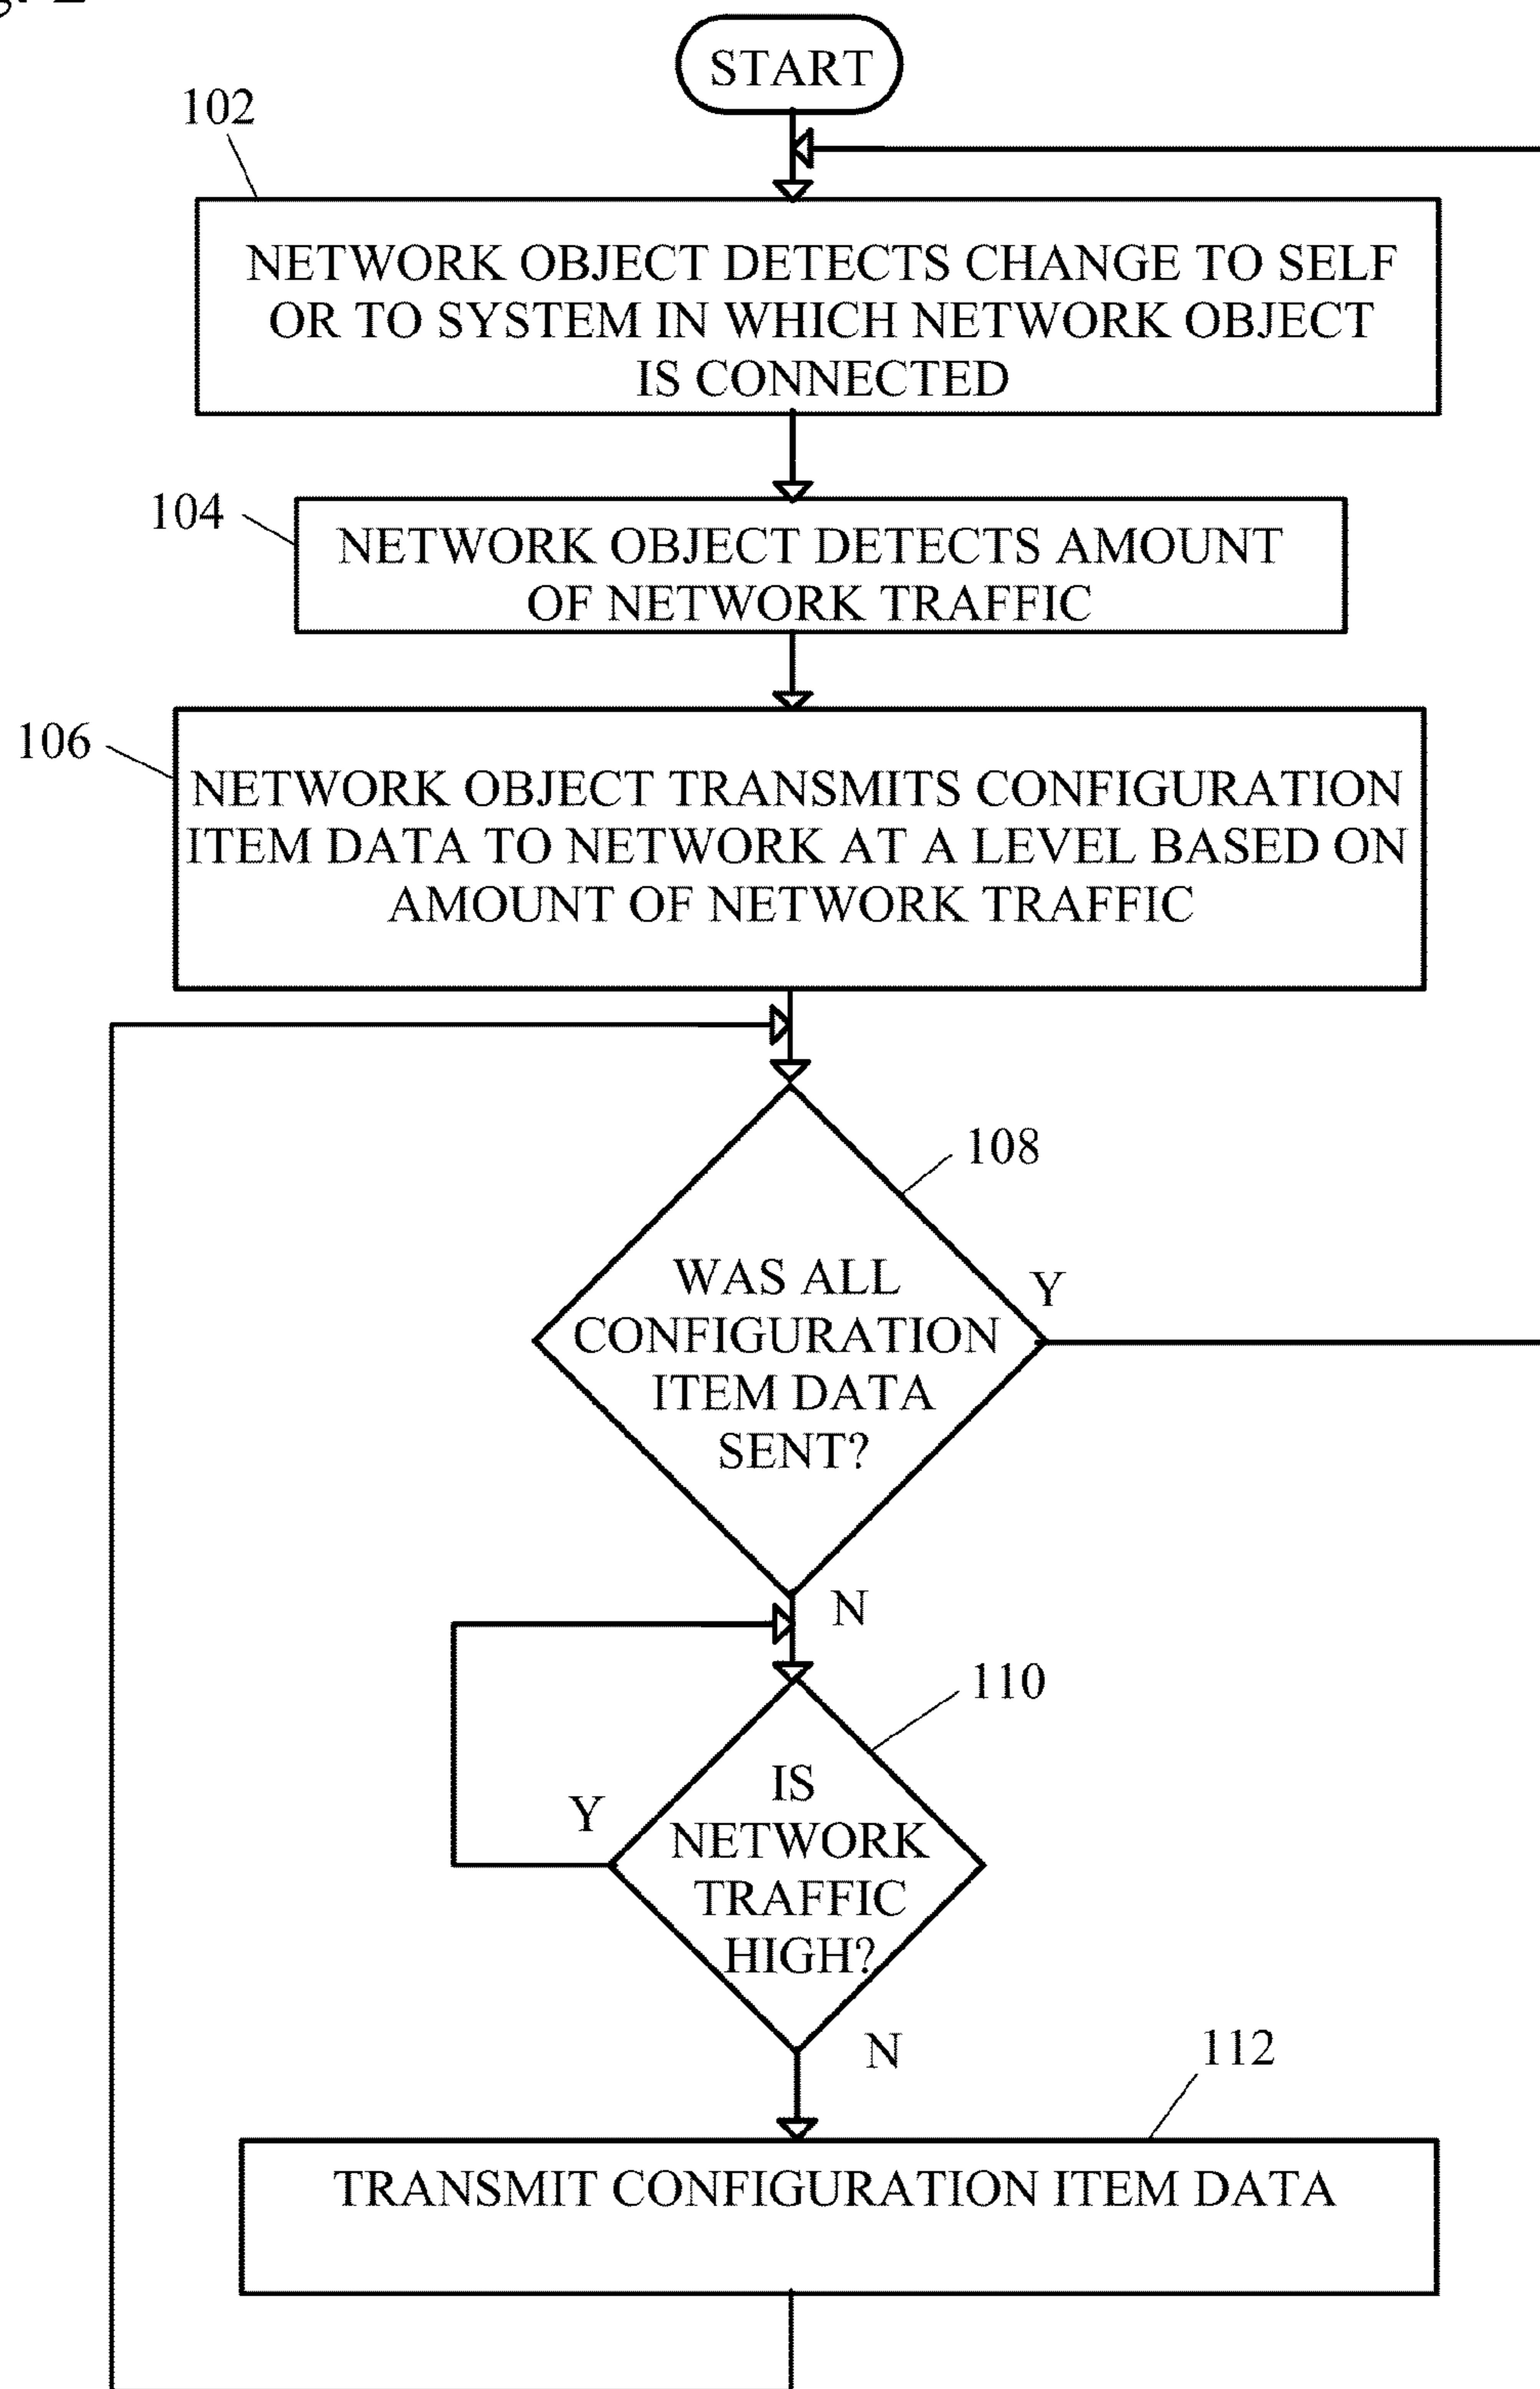 START
102
NETWORK OBJECT DETECTS CHANGE TO SELF
OR TO SYSTEM IN WHICH NETWORK OBJECT
IS CONNECTED
104
NETWORK OBJECT DETECTS AMOUNT
OF NETWORK TRAFFIC
106
NETWORK OBJECT TRANSMITS CONFIGURATION
ITEM DATA TO NETWORK AT A LEVEL BASED ON
AMOUNT OF NETWORK TRAFFIC
108
WAS ALL
CONFIGURATION
ITEM DATA
SENT?
Y
N
110
IS
NETWORK
TRAFFIC
HIGH?
Y
N
112
TRANSMIT CONFIGURATION ITEM DATA